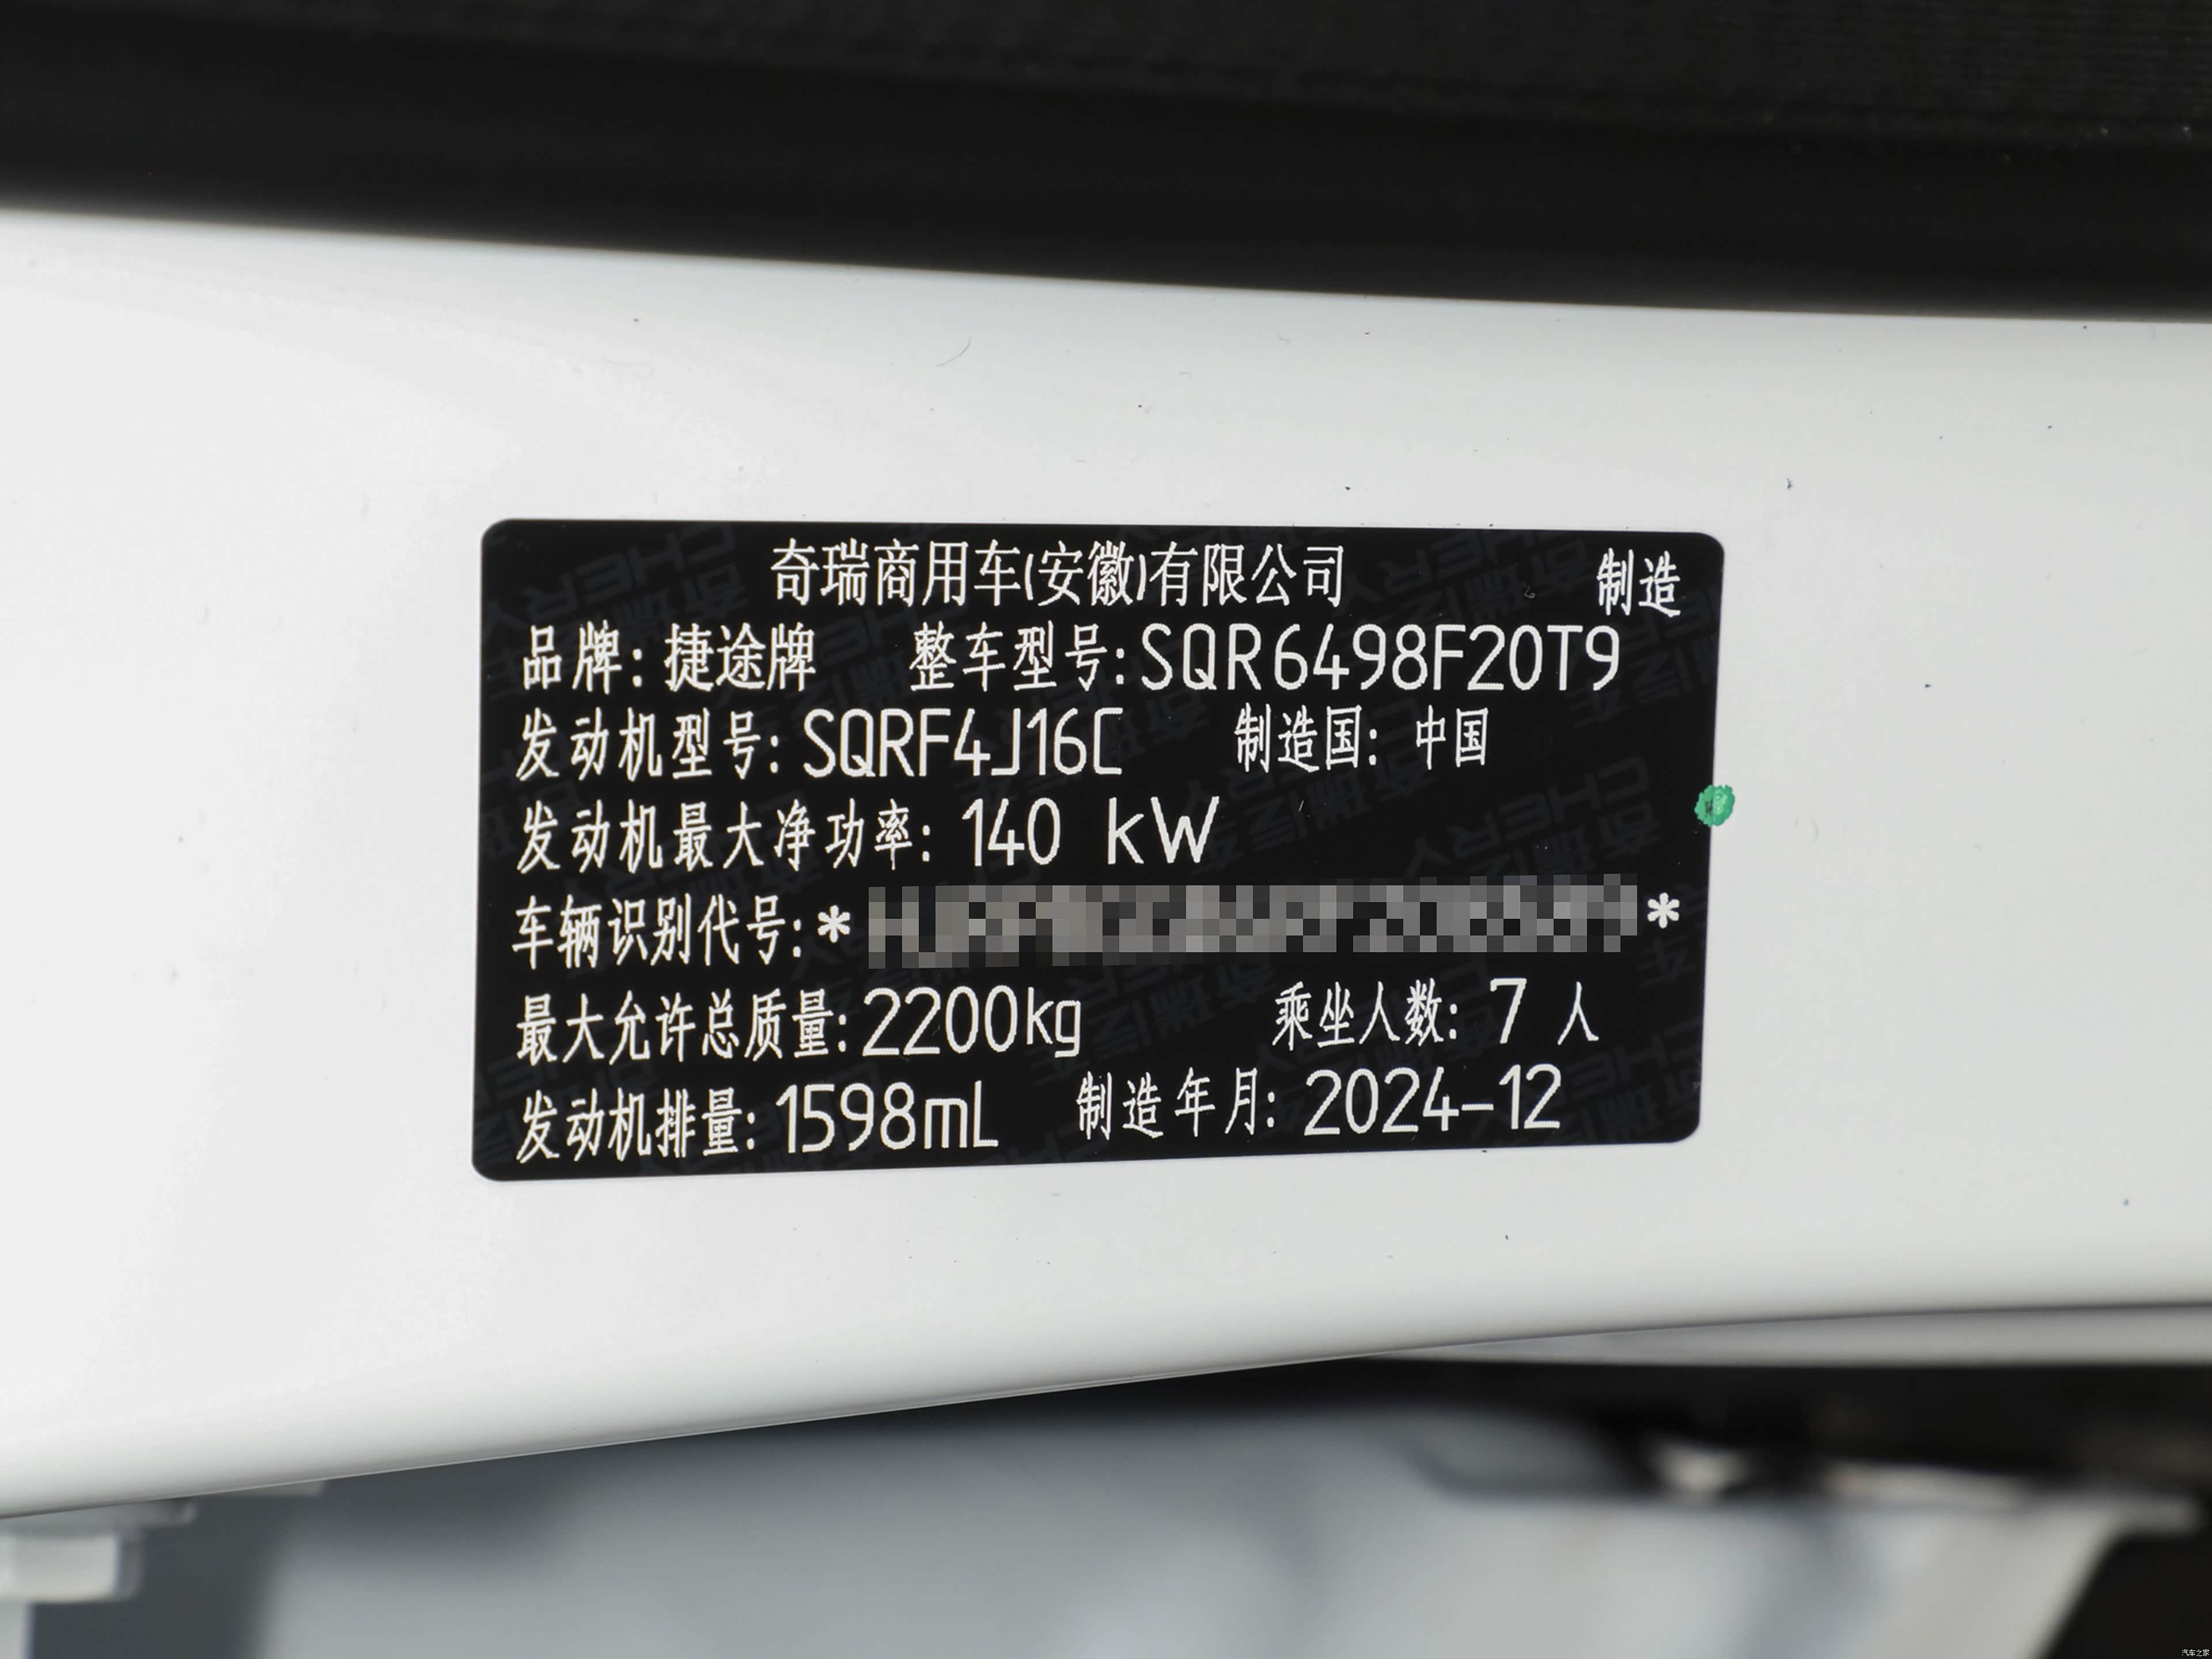 奇瑞商用车(安徽)有限公司 制造
品牌: 捷途牌 整车型号:SQR6498F20T9
发动机型号: SQRF4J16C 制造国: 中国
发动机最大净功率: 140 kW
车辆识别代号:* *
最大允许总质量:2200kg 乘坐人数: 7 人
发动机排量: 1598mL 制造年月: 2024-12
汽车之家